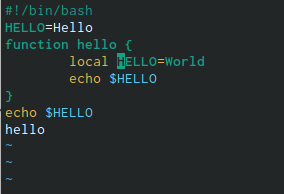 #!/bin/bash
HELLO=Hello
function hello {
        local HELLO=World
        echo $HELLO
}
echo $HELLO
hello
~
~
~